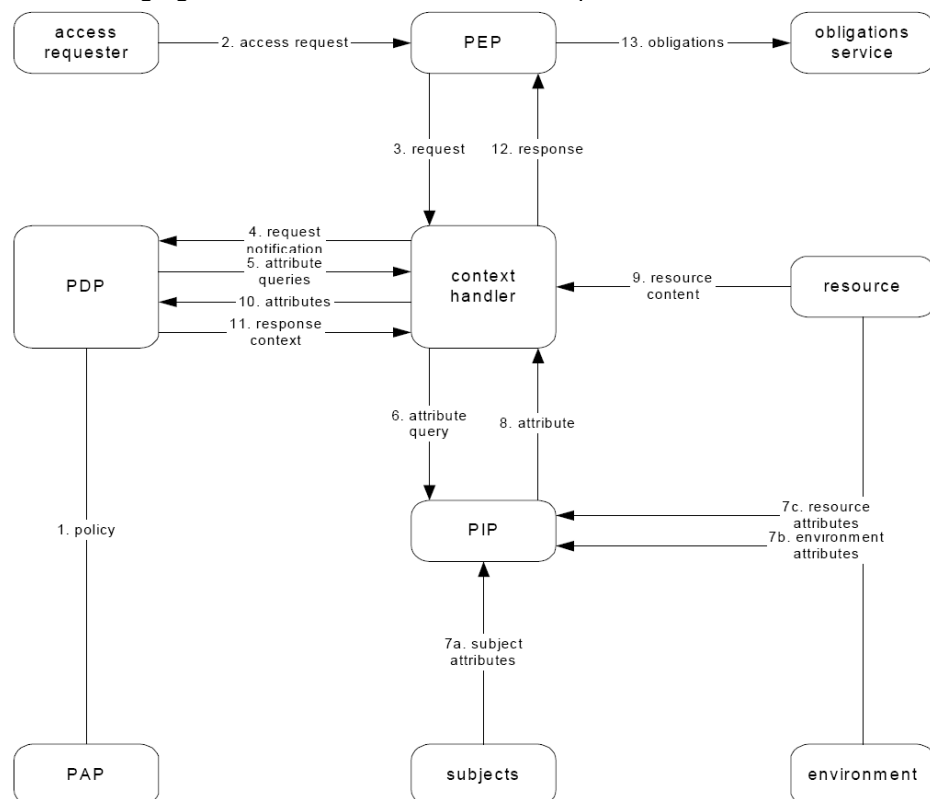 access
requester
2. access request
PEP
13. obligations
obligations
service
3. request
12. response
PDP
4. request
notification
5. attribute
queries
10. attributes
11. response
context
context
handler
9. resource
content
resource
6. attribute
query
8. attribute
1. policy
PIP
7c. resource
attributes
7b. environment
attributes
7a. subject
attributes
PAP
subjects
environment